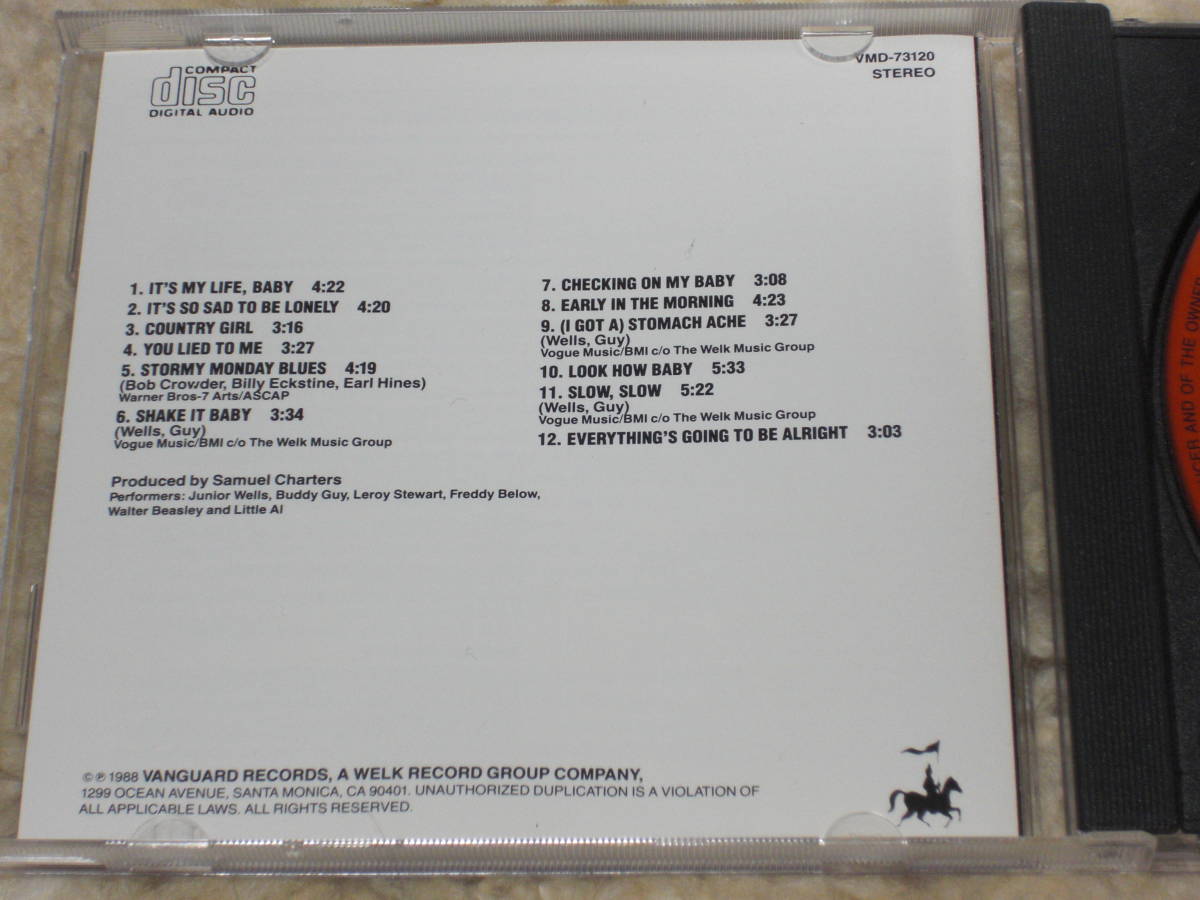 COMPACT
disc
DIGITAL AUDIO
VMD-73120
STEREO
1. IT'S MY LIFE, BABY 4:22
2. IT'S SO SAD TO BE LONELY 4:20
3. COUNTRY GIRL 3:16
4. YOU LIED TO ME 3:27
5. STORMY MONDAY BLUES 4:19
(Bob Crowder, Billy Eckstine, Earl Hines)
Warner Bros-7 Arts/ASCAP
6. SHAKE IT BABY 3:34
(Wells, Guy)
Vogue Music/BMI c/o The Welk Music Group
7. CHECKING ON MY BABY 3:08
8. EARLY IN THE MORNING 4:23
9. (I GOT A) STOMACH ACHE 3:27
(Wells, Guy)
Vogue Music/BMI c/o The Welk Music Group
10. LOOK HOW BABY 5:33
11. SLOW, SLOW 5:22
(Wells, Guy)
Vogue Music/BMI c/o The Welk Music Group
12. EVERYTHING'S GOING TO BE ALRIGHT 3:03
Produced by Samuel Charters
Performers: Junior Wells, Buddy Guy, Leroy Stewart, Freddy Below,
Walter Beasley and Little Al
©℗ 1988 VANGUARD RECORDS, A WELK RECORD GROUP COMPANY,
1299 OCEAN AVENUE, SANTA MONICA, CA 90401. UNAUTHORIZED DUPLICATION IS A VIOLATION OF
ALL APPLICABLE LAWS. ALL RIGHTS RESERVED.
AND OF THE OWNER